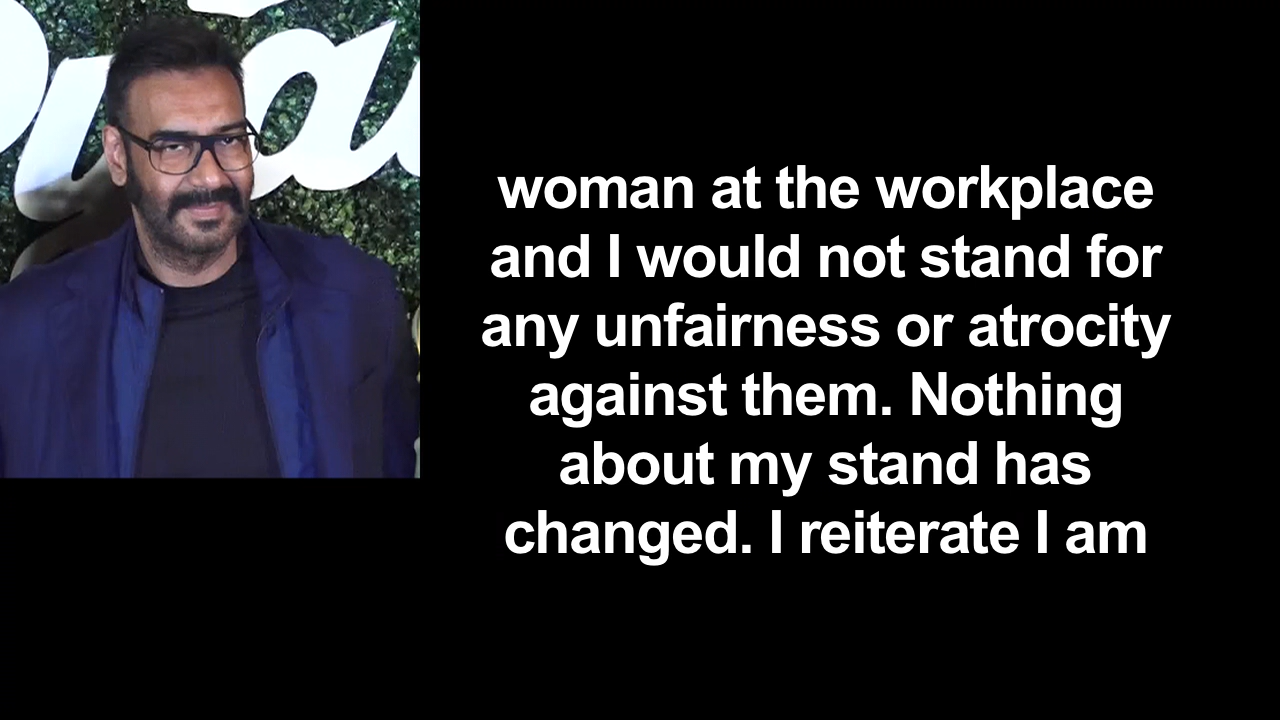 woman at the workplace
and I would not stand for
any unfairness or atrocity
against them. Nothing
about my stand has
changed. I reiterate I am